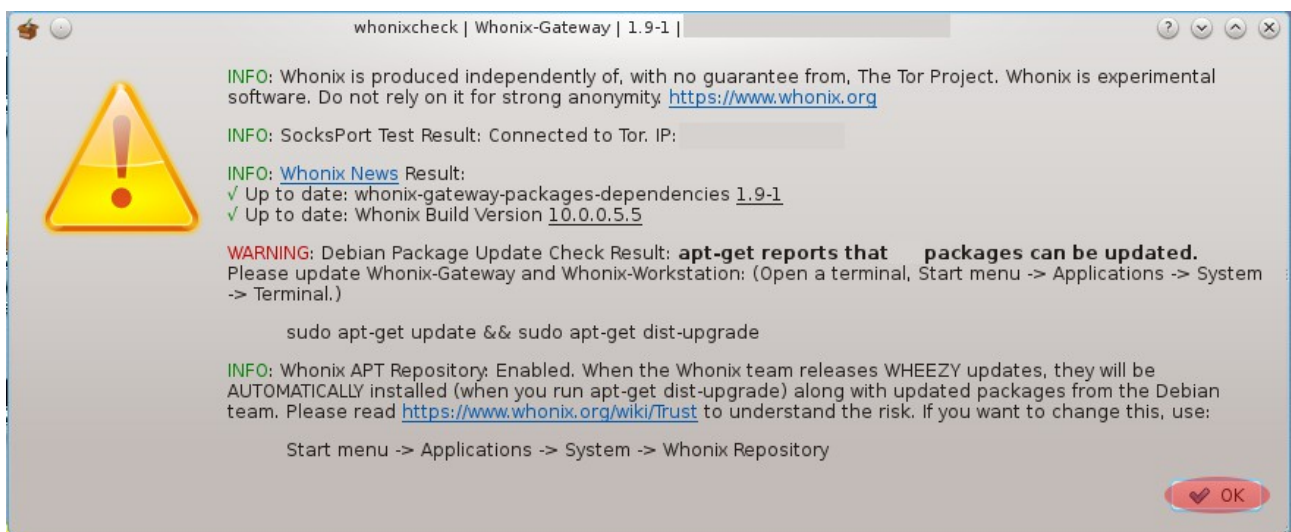 whonixcheck | Whonix-Gateway | 1.9-1 |
INFO: Whonix is produced independently of, with no guarantee from, The Tor Project. Whonix is experimental
software. Do not rely on it for strong anonymity. https://www.whonix.org
INFO: SocksPort Test Result: Connected to Tor. IP:
INFO: Whonix News Result:
√ Up to date: whonix-gateway-packages-dependencies 1.9-1
√ Up to date: Whonix Build Version 10.0.0.5.5
WARNING: Debian Package Update Check Result: apt-get reports that packages can be updated.
Please update Whonix-Gateway and Whonix-Workstation: (Open a terminal, Start menu -> Applications -> System
-> Terminal.)
sudo apt-get update && sudo apt-get dist-upgrade
INFO: Whonix APT Repository: Enabled. When the Whonix team releases WHEEZY updates, they will be
AUTOMATICALLY installed (when you run apt-get dist-upgrade) along with updated packages from the Debian
team. Please read https://www.whonix.org/wiki/Trust to understand the risk. If you want to change this, use:
Start menu -> Applications -> System -> Whonix Repository
OK